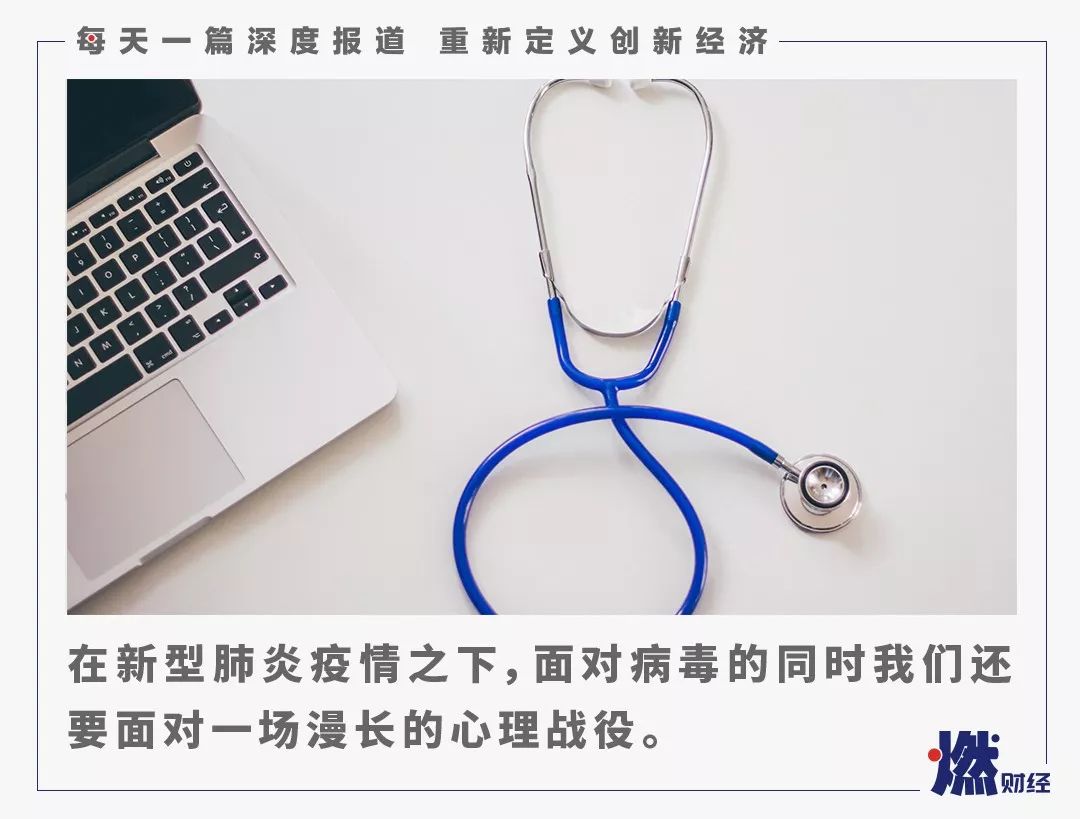 每天一篇深度报道 重新定义创新经济
在新型肺炎疫情之下，面对病毒的同时我们还
要面对一场漫长的心理战役。
燃财经